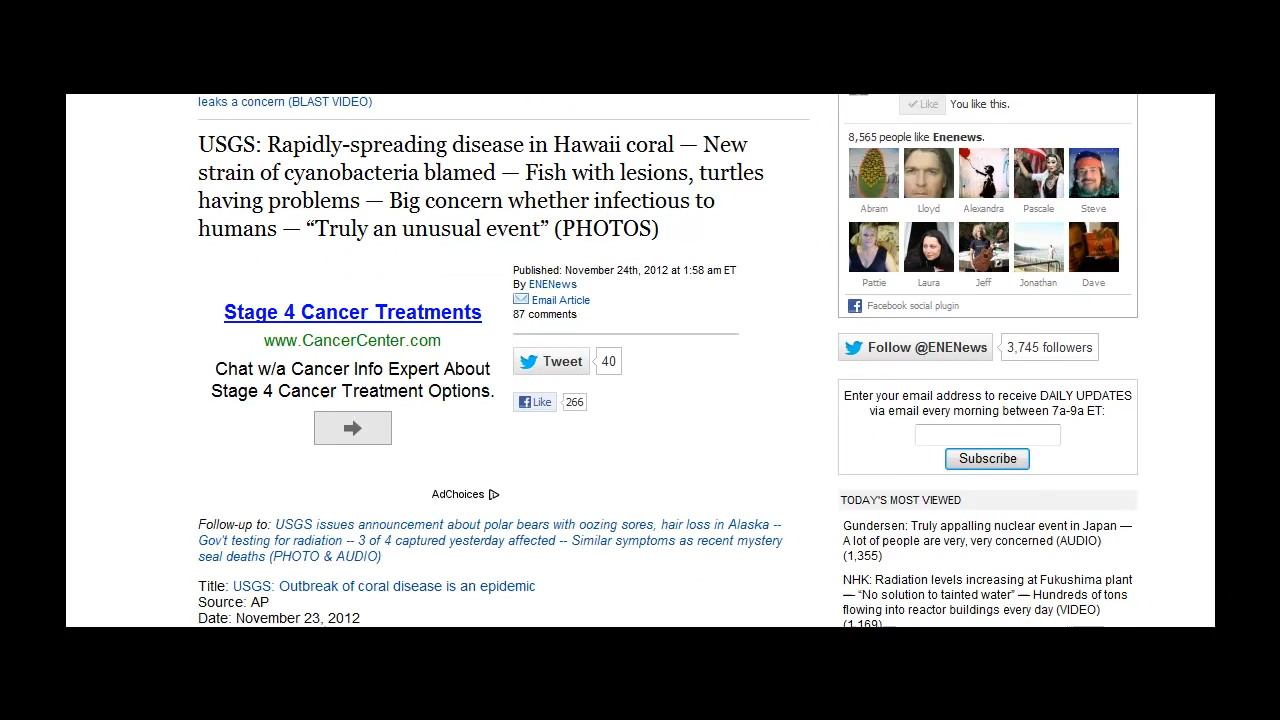 leaks a concern (BLAST VIDEO)
USGS: Rapidly-spreading disease in Hawaii coral — New
strain of cyanobacteria blamed — Fish with lesions, turtles
having problems — Big concern whether infectious to
humans — “Truly an unusual event” (PHOTOS)
Stage 4 Cancer Treatments
www.CancerCenter.com
Chat w/a Cancer Info Expert About
Stage 4 Cancer Treatment Options.
AdChoices
Published: November 24th, 2012 at 1:58 am ET
By ENENews
Email Article
87 comments
Tweet 40
Like 266
Follow-up to: USGS issues announcement about polar bears with oozing sores, hair loss in Alaska --
Gov't testing for radiation -- 3 of 4 captured yesterday affected -- Similar symptoms as recent mystery
seal deaths (PHOTO & AUDIO)
Title: USGS: Outbreak of coral disease is an epidemic
Source: AP
Date: November 23, 2012
Like You like this.
8,565 people like Enenews.
Abram Lloyd Alexandra Pascale Steve
Pattie Laura Jeff Jonathan Dave
Facebook social plugin
Follow @ENENews 3,745 followers
Enter your email address to receive DAILY UPDATES
via email every morning between 7a-9a ET:
Subscribe
TODAY'S MOST VIEWED
Gundersen: Truly appalling nuclear event in Japan —
A lot of people are very, very concerned (AUDIO)
(1,355)
NHK: Radiation levels increasing at Fukushima plant
— “No solution to tainted water” — Hundreds of tons
flowing into reactor buildings every day (VIDEO)
(1,169)